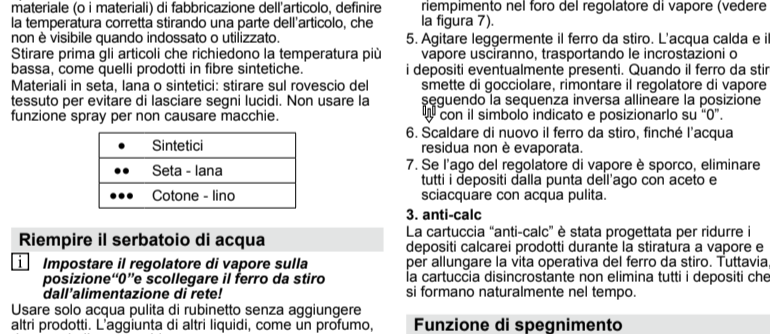 materiale (o i materiali) di fabbricazione dell'articolo, definire
la temperatura corretta stirando una parte dell'articolo, che
non è visibile quando indossato o utilizzato.
Stirare prima gli articoli che richiedono la temperatura più
bassa, come quelli prodotti in fibre sintetiche.
Materiali in seta, lana o sintetici: stirare sul rovescio del
tessuto per evitare di lasciare segni lucidi. Non usare la
funzione spray per non causare macchie.
● Sintetici
●● Seta - lana
●●● Cotone - lino
Riempire il serbatoio di acqua
i Impostare il regolatore di vapore sulla
posizione“0”e scollegare il ferro da stiro
dall'alimentazione di rete!
Usare solo acqua pulita di rubinetto senza aggiungere
altri prodotti. L'aggiunta di altri liquidi, come un profumo,
riempimento nel foro del regolatore di vapore (vedere
la figura 7).
5. Agitare leggermente il ferro da stiro. L'acqua calda e il
vapore usciranno, trasportando le incrostazioni o
i depositi eventualmente presenti. Quando il ferro da stir
smette di gocciolare, rimontare il regolatore di vapore
seguendo la sequenza inversa allineare la posizione
con il simbolo indicato e posizionarlo su “0”.
6. Scaldare di nuovo il ferro da stiro, finché l'acqua
residua non è evaporata.
7. Se l'ago del regolatore di vapore è sporco, eliminare
tutti i depositi dalla punta dell'ago con aceto e
sciacquare con acqua pulita.
3. anti-calc
La cartuccia “anti-calc” è stata progettata per ridurre i
depositi calcarei prodotti durante la stiratura a vapore e
per allungare la vita operativa del ferro da stiro. Tuttavia,
la cartuccia disincrostante non elimina tutti i depositi che
si formano naturalmente nel tempo.
Funzione di spegnimento